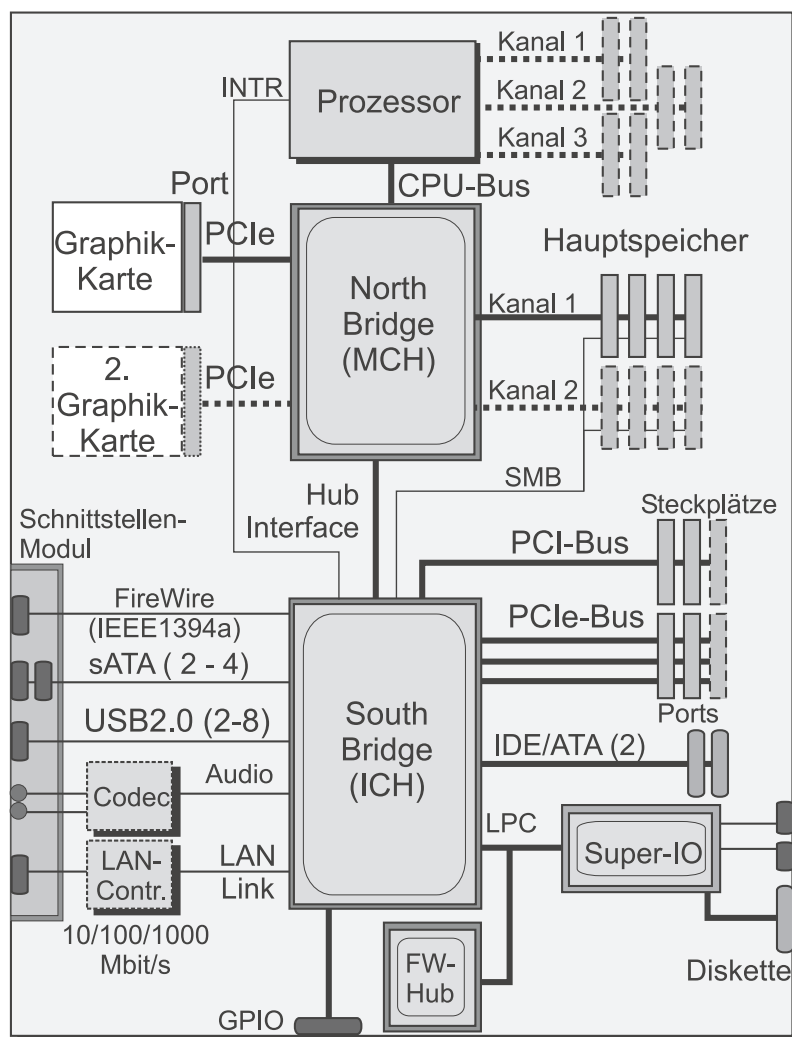 Kanal 1
INTR
Prozessor
Kanal 2
Kanal 3
Port
CPU-Bus
Graphik-
Karte
PCIe
Hauptspeicher
North
Bridge
(MCH)
Kanal 1
2.
Graphik-
Karte
PCIe
Kanal 2
Hub
Interface
SMB
Steckplätze
Schnittstellen-
Modul
PCI-Bus
FireWire
(IEEE1394a)
PCIe-Bus
sATA ( 2 - 4)
USB2.0 (2-8)
South
Bridge
(ICH)
Ports
IDE/ATA (2)
Audio
Codec
LPC
LAN-
Contr.
LAN
Link
Super-IO
10/100/1000
Mbit/s
FW-
Hub
Diskette
GPIO